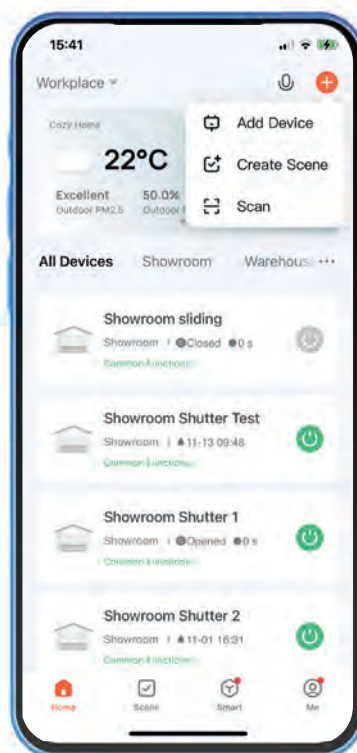 15:41
Workplace
Cozy Home
Add Device
22°C
Create Scene
Excellent
50.0%
Outdoor PM2.5
Outdoor
Scan
All Devices
Showroom
Warehous
Showroom sliding
Showroom | Closed 0 s
Common Functions
Showroom Shutter Test
Showroom | 11-13 09:48
Common Functions
Showroom Shutter 1
Showroom | Opened 0 s
Common Functions
Showroom Shutter 2
Showroom | 11-01 16:31
Common Functions
Home
Scene
Smart
Me